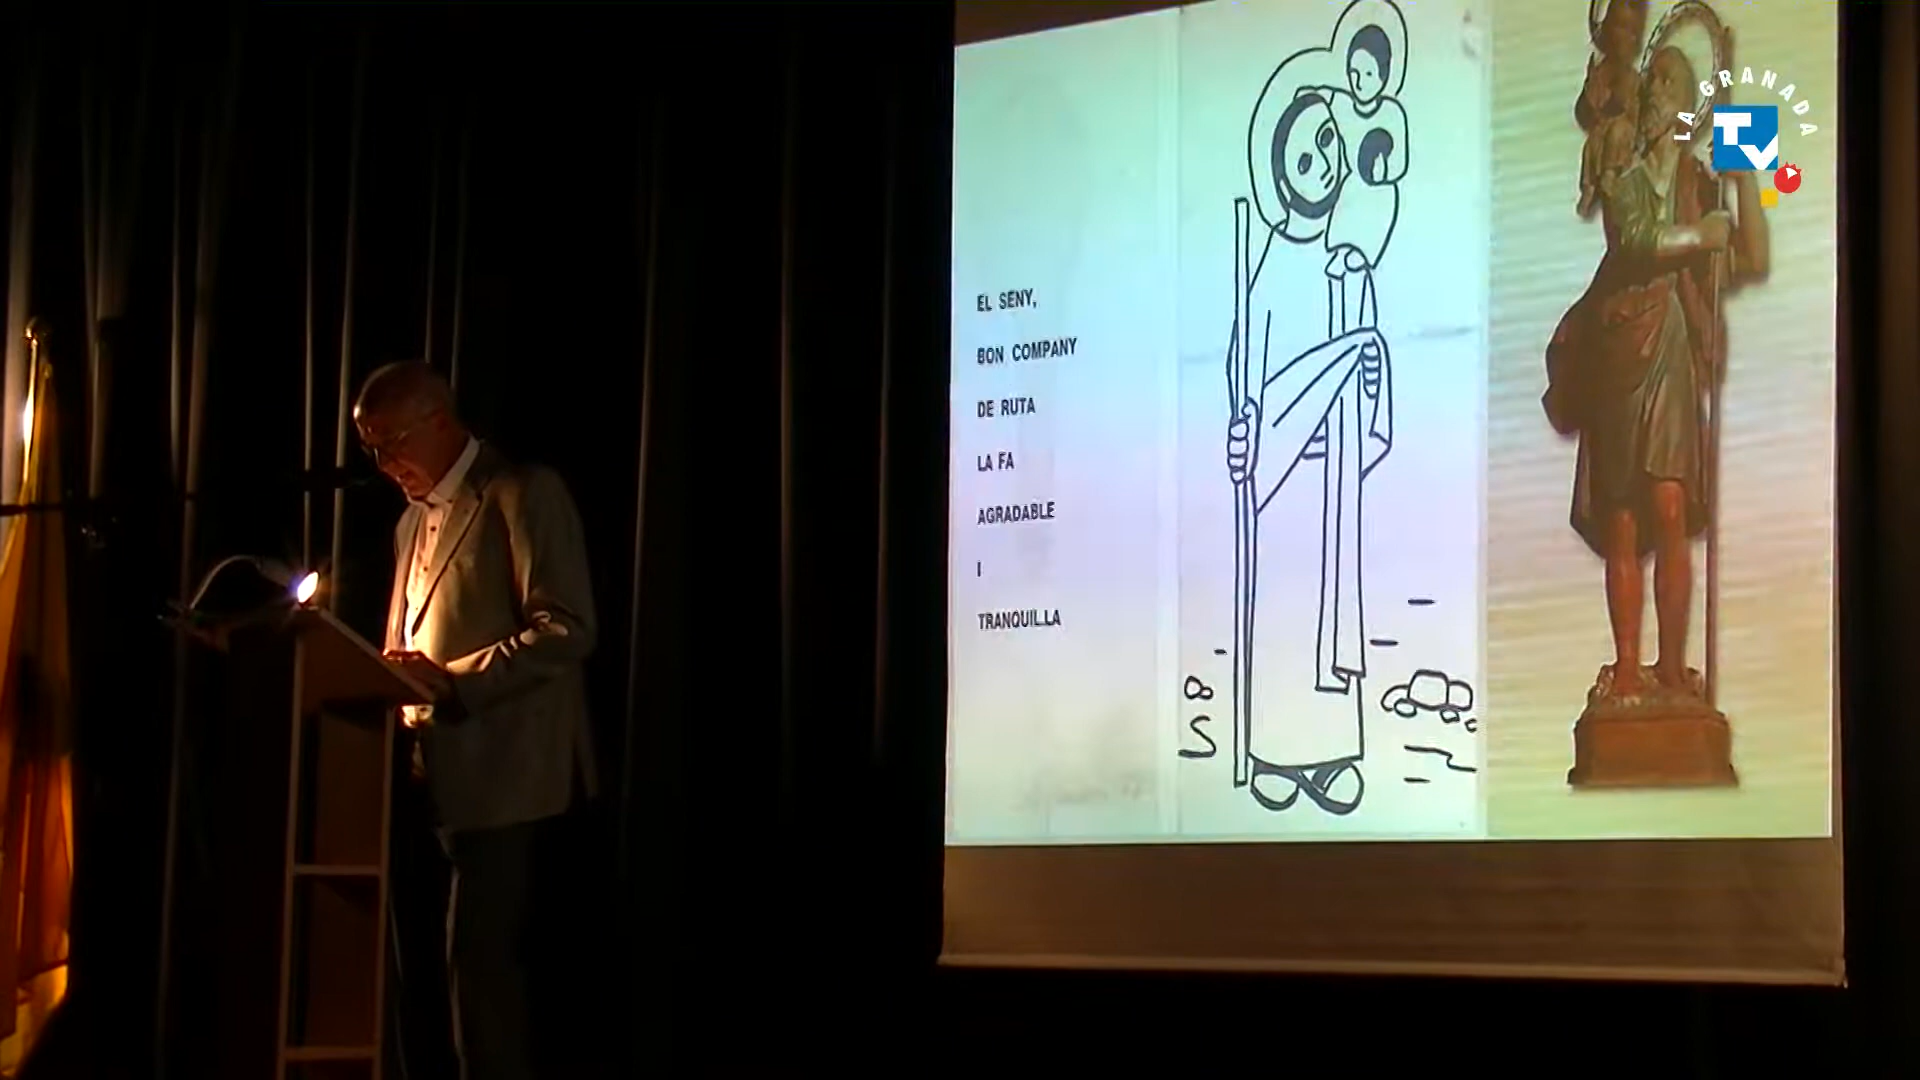 EL SENY,
BON COMPANY
DE RUTA
LA FA
AGRADABLE
I
TRANQUIL.LA
LA GRANADA
TV